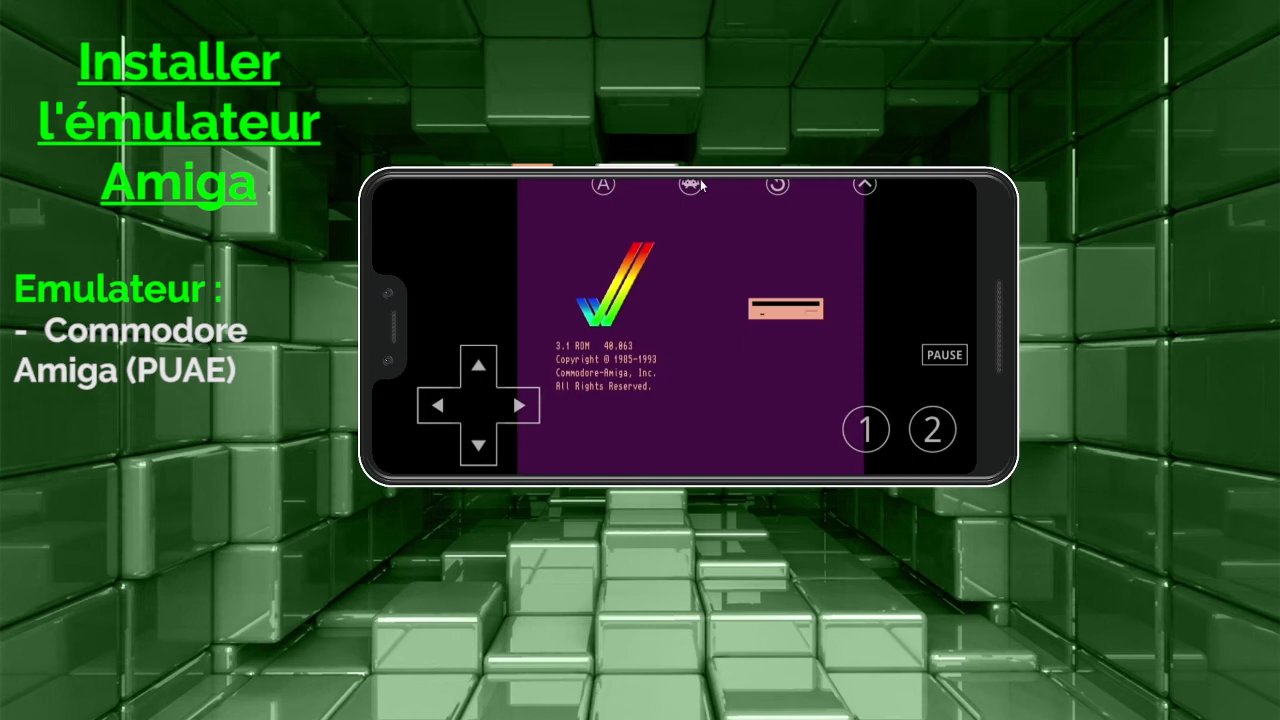 Installer
l'émulateur
Amiga
Emulateur :
- Commodore
Amiga (PUAE)
A
3.1 ROM 40.063
Copyright © 1985-1993
Commodore-Amiga, Inc.
All Rights Reserved.
PAUSE
1 2